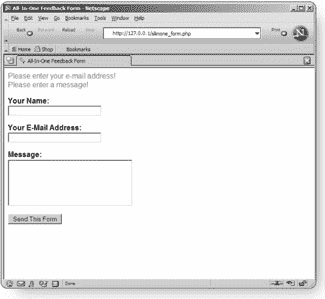 All-In-One Feedback Form - Netscape
File Edit View Go Bookmarks Tools Window Help
Back Forward Reload Stop
http://127.0.0.1/allinone_form.php
Print
Home Shop Bookmarks
All-In-One Feedback Form
Please enter your e-mail address!
Please enter a message!
Your Name:
Your E-Mail Address:
Message:
Send This Form
Done